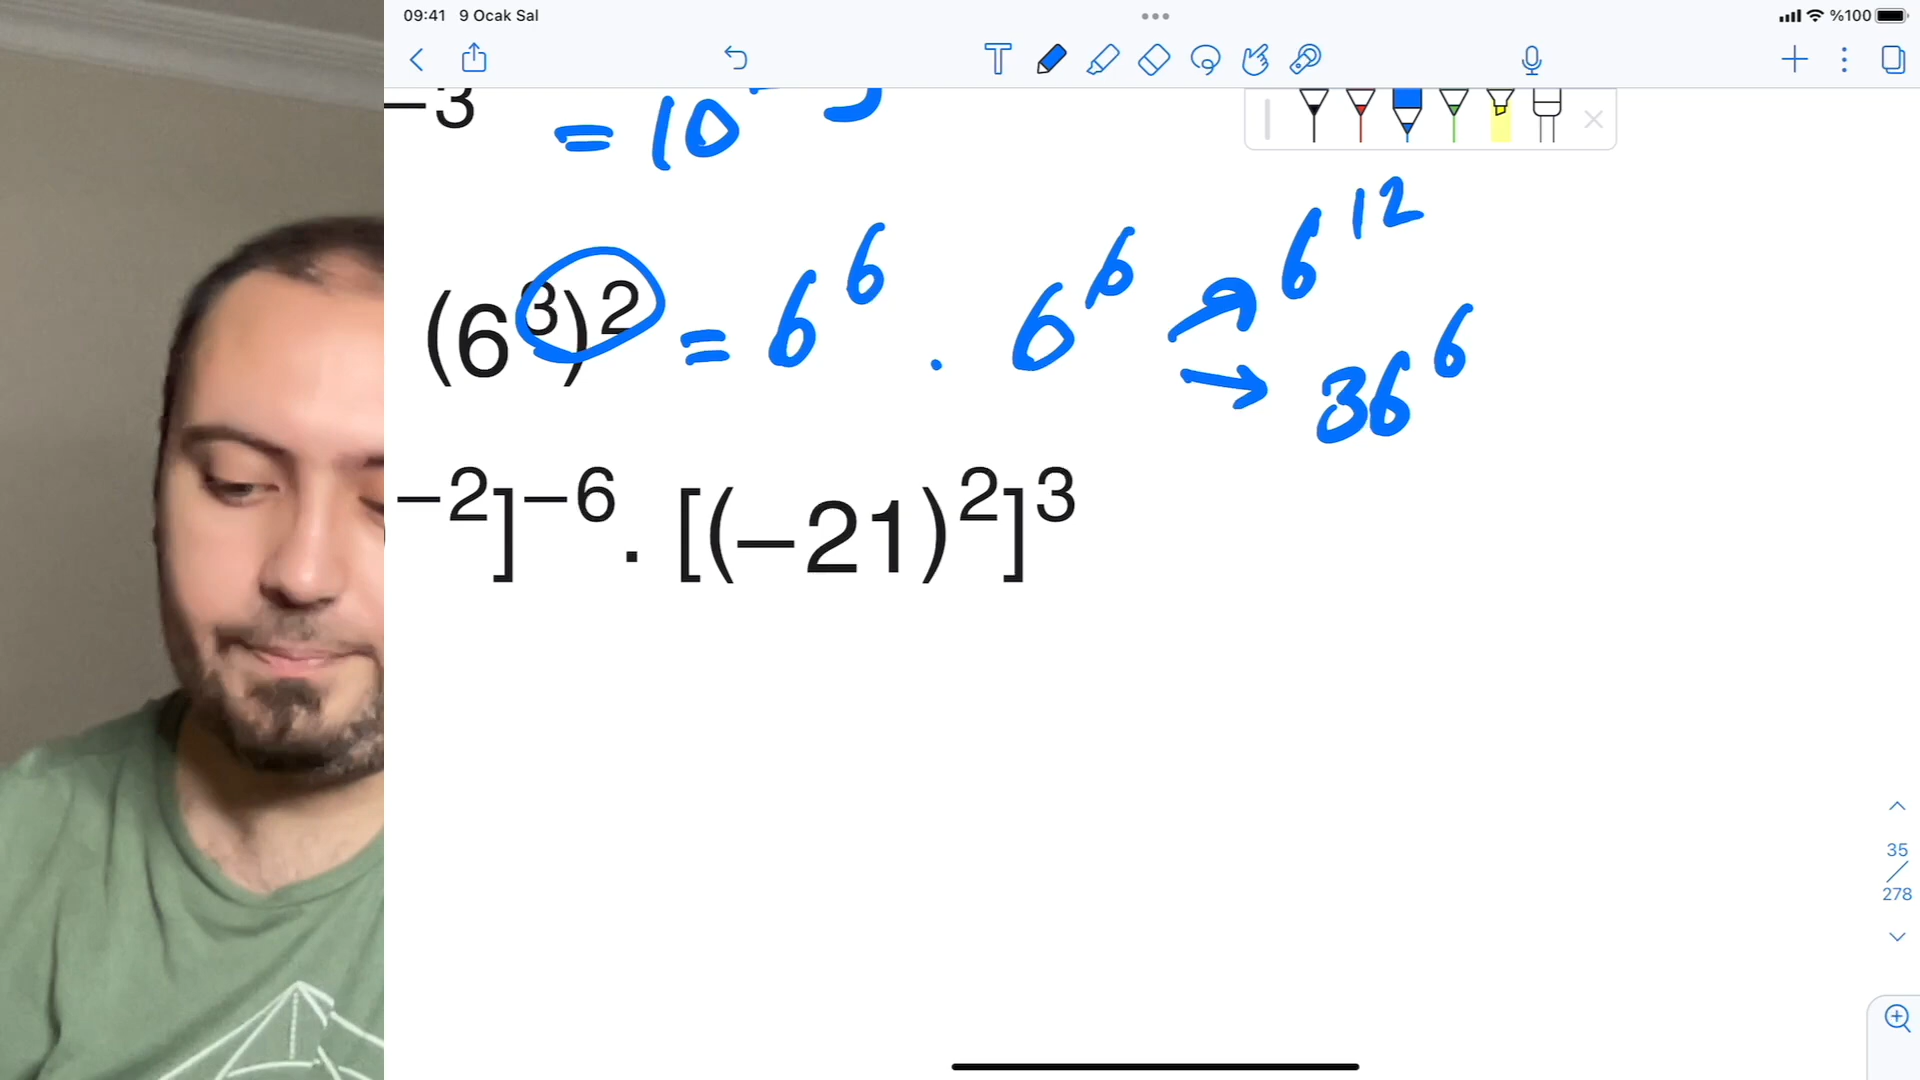 09:41 9 Ocak Sal %100
–3 = 10
(6³)² = 6⁶ . 6⁶ → 6¹²
→ 36⁶
⁻²]⁻⁶ . [(–21)²]³
35
278